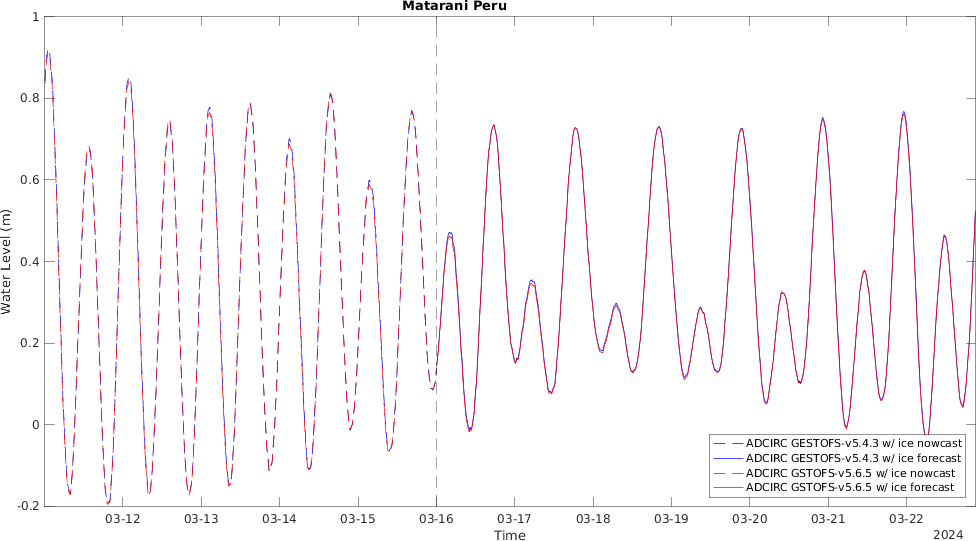 Matarani Peru
1
0.8
0.6
0.4
0.2
0
-0.2
Water Level (m)
03-12 03-13 03-14 03-15 03-16 03-17 03-18 03-19 03-20 03-21 03-22
Time
2024
ADCIRC GESTOFS-v5.4.3 w/ ice nowcast
ADCIRC GESTOFS-v5.4.3 w/ ice forecast
ADCIRC GSTOFS-v5.6.5 w/ ice nowcast
ADCIRC GSTOFS-v5.6.5 w/ ice forecast